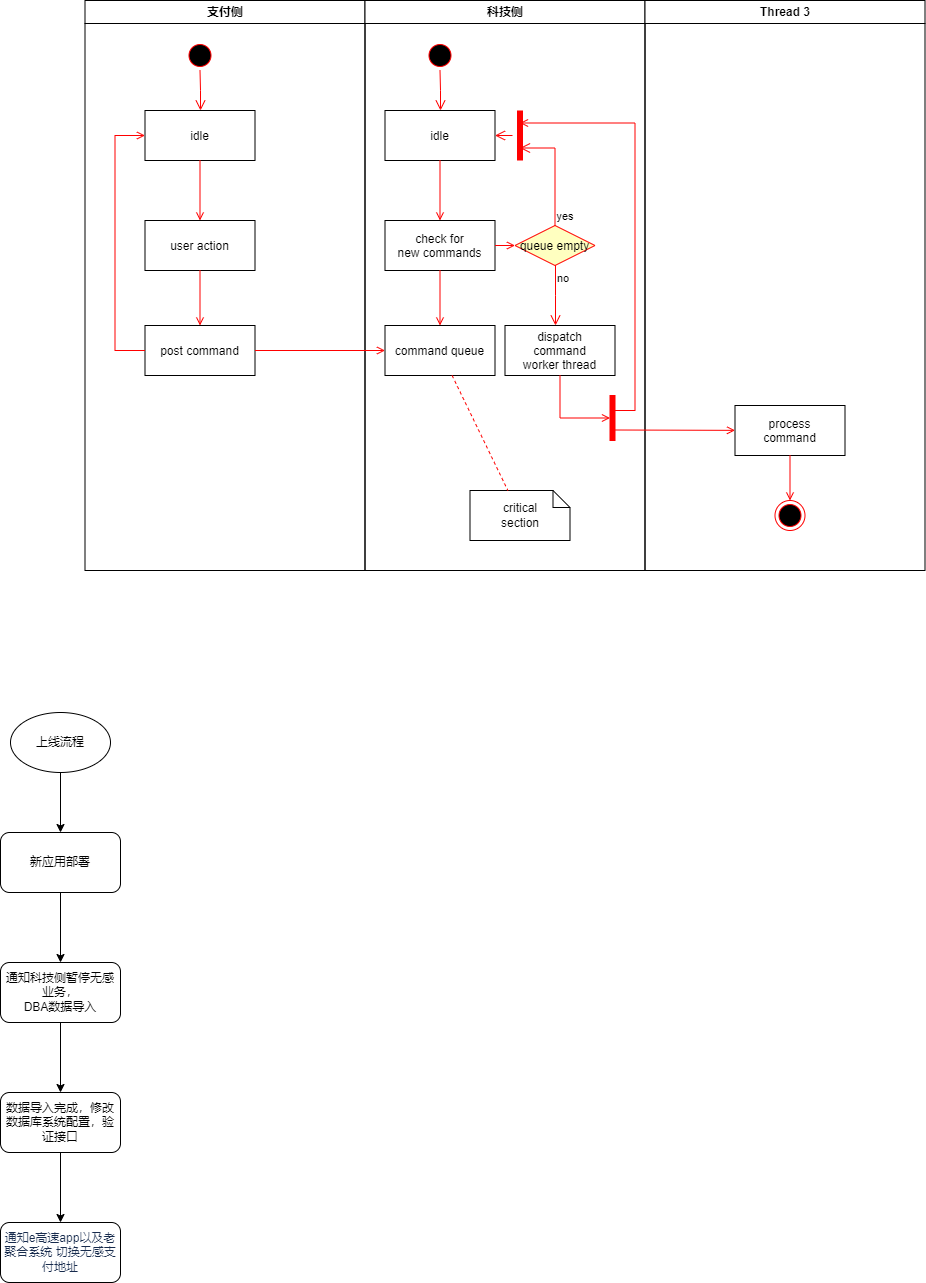 支付侧
科技侧
Thread 3
idle
idle
user action
check for
new commands
yes
queue empty
no
post command
command queue
dispatch
command
worker thread
process
command
critical
section
上线流程
新应用部署
通知科技侧暂停无感
业务，
DBA数据导入
数据导入完成，修改
数据库系统配置，验
证接口
通知e高速app以及老
聚合系统 切换无感支
付地址